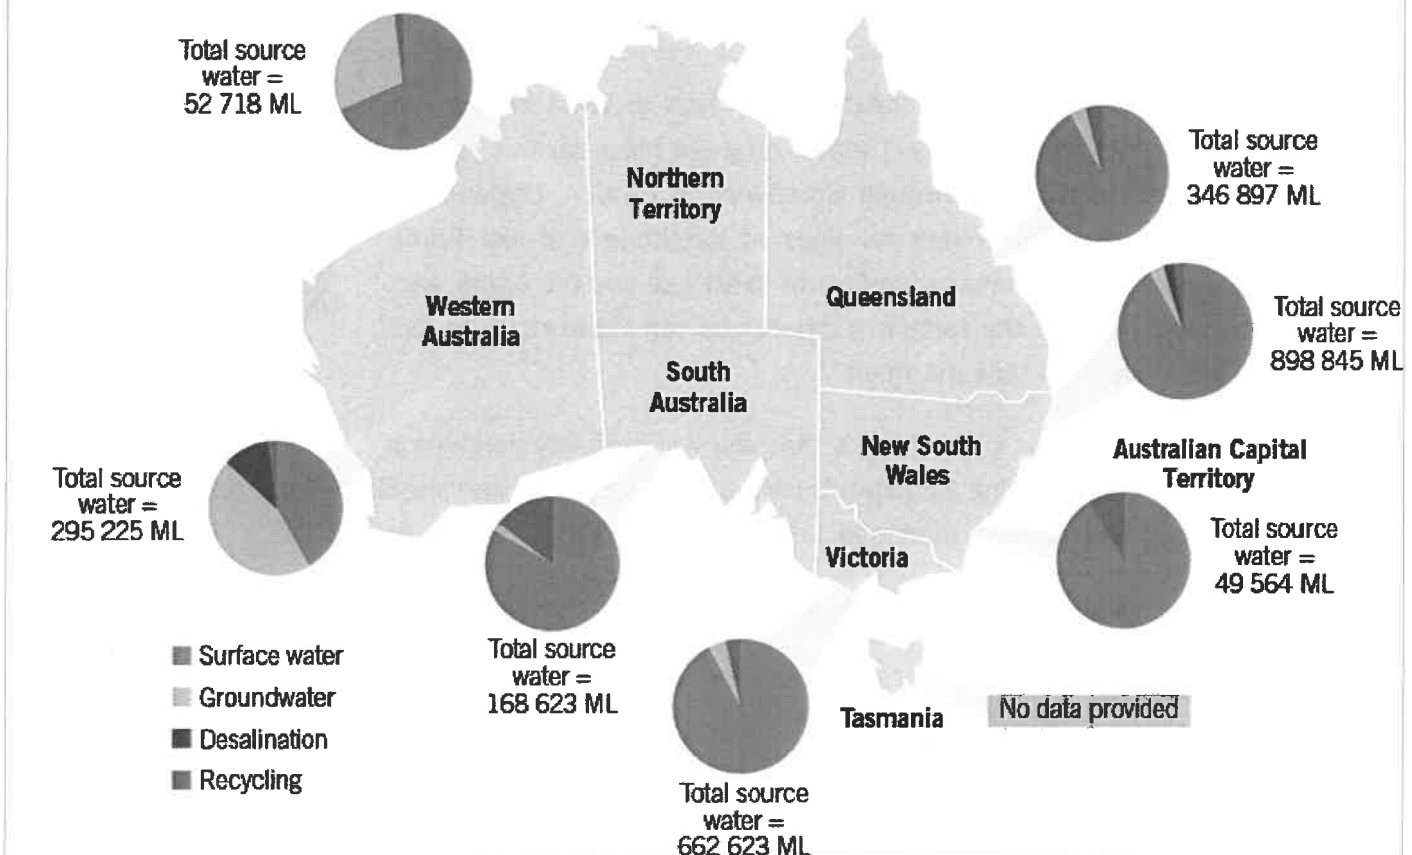 Total source
water =
52 718 ML
Northern
Territory
Total source
water =
346 897 ML
Western
Australia
Queensland
Total source
water =
898 845 ML
South
Australia
New South
Wales
Australian Capital
Territory
Total source
water =
295 225 ML
Total source
water =
49 564 ML
Victoria
Surface water
Groundwater
Desalination
Recycling
Total source
water =
168 623 ML
Tasmania
No data provided
Total source
water =
662 623 ML